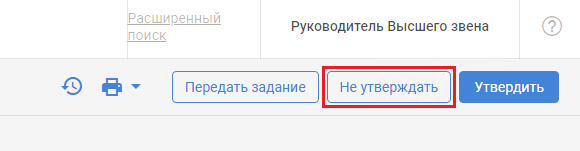 Расширенный
поиск
Руководитель Высшего звена
?
Передать задание
Не утверждать
Утвердить